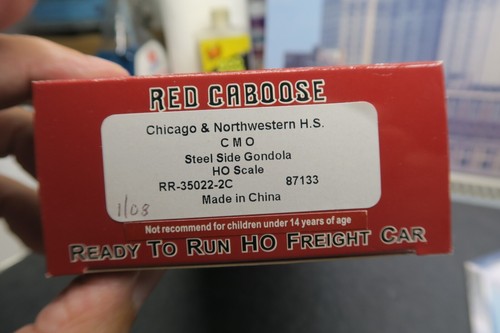 RED CABOOSE
Chicago & Northwestern H.S.
C M O
Steel Side Gondola
HO Scale
RR-35022-2C 87133
Made in China
1/08
Not recommend for children under 14 years of age
READY TO RUN HO FREIGHT CAR